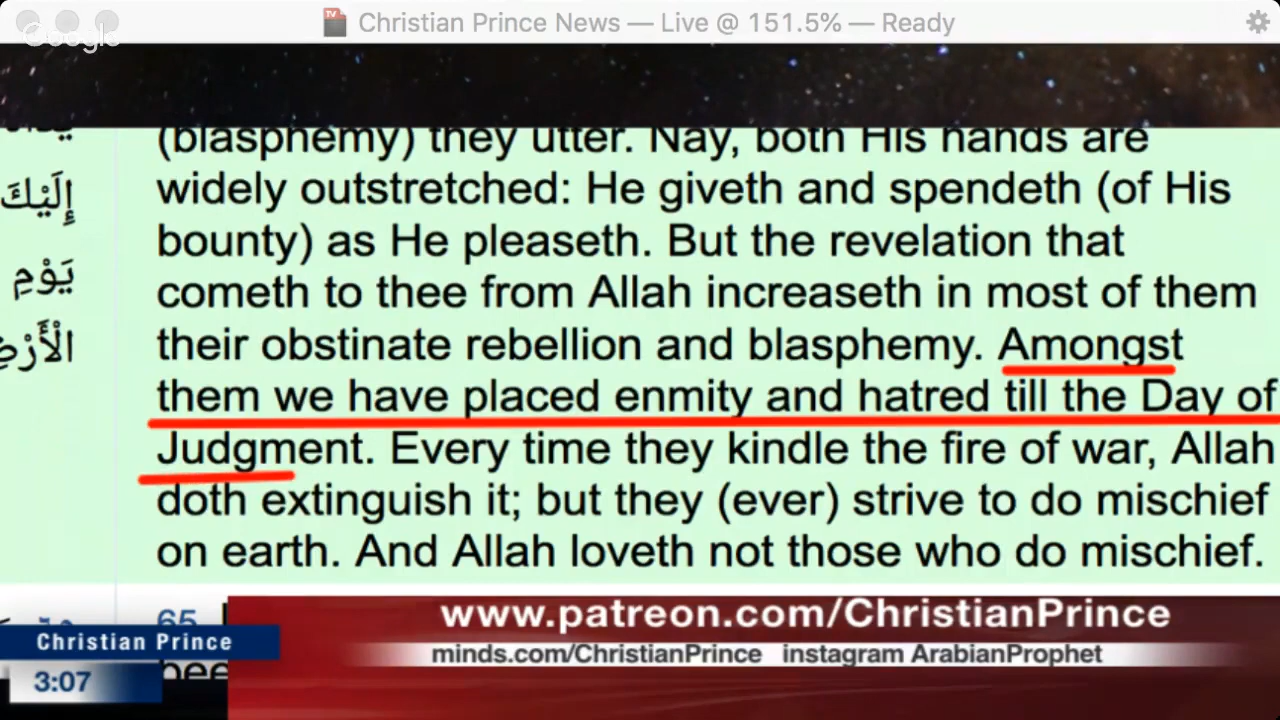 Christian Prince News — Live @ 151.5% — Ready
Google
(blasphemy) they utter. Nay, both His hands are
إِلَيْكَ
widely outstretched: He giveth and spendeth (of His
bounty) as He pleaseth. But the revelation that
يَوْمِ
cometh to thee from Allah increaseth in most of them
their obstinate rebellion and blasphemy. Amongst
them we have placed enmity and hatred till the Day of
Judgment. Every time they kindle the fire of war, Allah
doth extinguish it; but they (ever) strive to do mischief
on earth. And Allah loveth not those who do mischief.
65
www.patreon.com/ChristianPrince
Christian Prince
minds.com/ChristianPrince instagram ArabianProphet
3:07